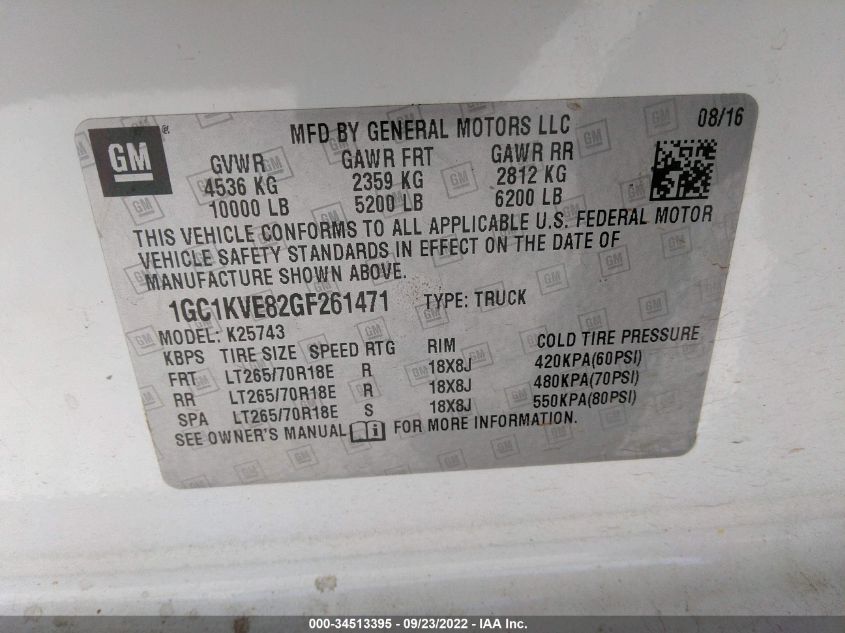 GM
MFD BY GENERAL MOTORS LLC
08/16
GVWR GAWR FRT GAWR RR
4536 KG 2359 KG 2812 KG
10000 LB 5200 LB 6200 LB
THIS VEHICLE CONFORMS TO ALL APPLICABLE U.S. FEDERAL MOTOR
VEHICLE SAFETY STANDARDS IN EFFECT ON THE DATE OF
MANUFACTURE SHOWN ABOVE.
1GC1KVE82GF261471 TYPE: TRUCK
MODEL: K25743
KBPS TIRE SIZE SPEED RTG RIM COLD TIRE PRESSURE
FRT LT265/70R18E R 18X8J 420KPA(60PSI)
RR LT265/70R18E R 18X8J 480KPA(70PSI)
SPA LT265/70R18E S 18X8J 550KPA(80PSI)
SEE OWNER'S MANUAL FOR MORE INFORMATION.
000-34513395 - 09/23/2022 - IAA Inc.